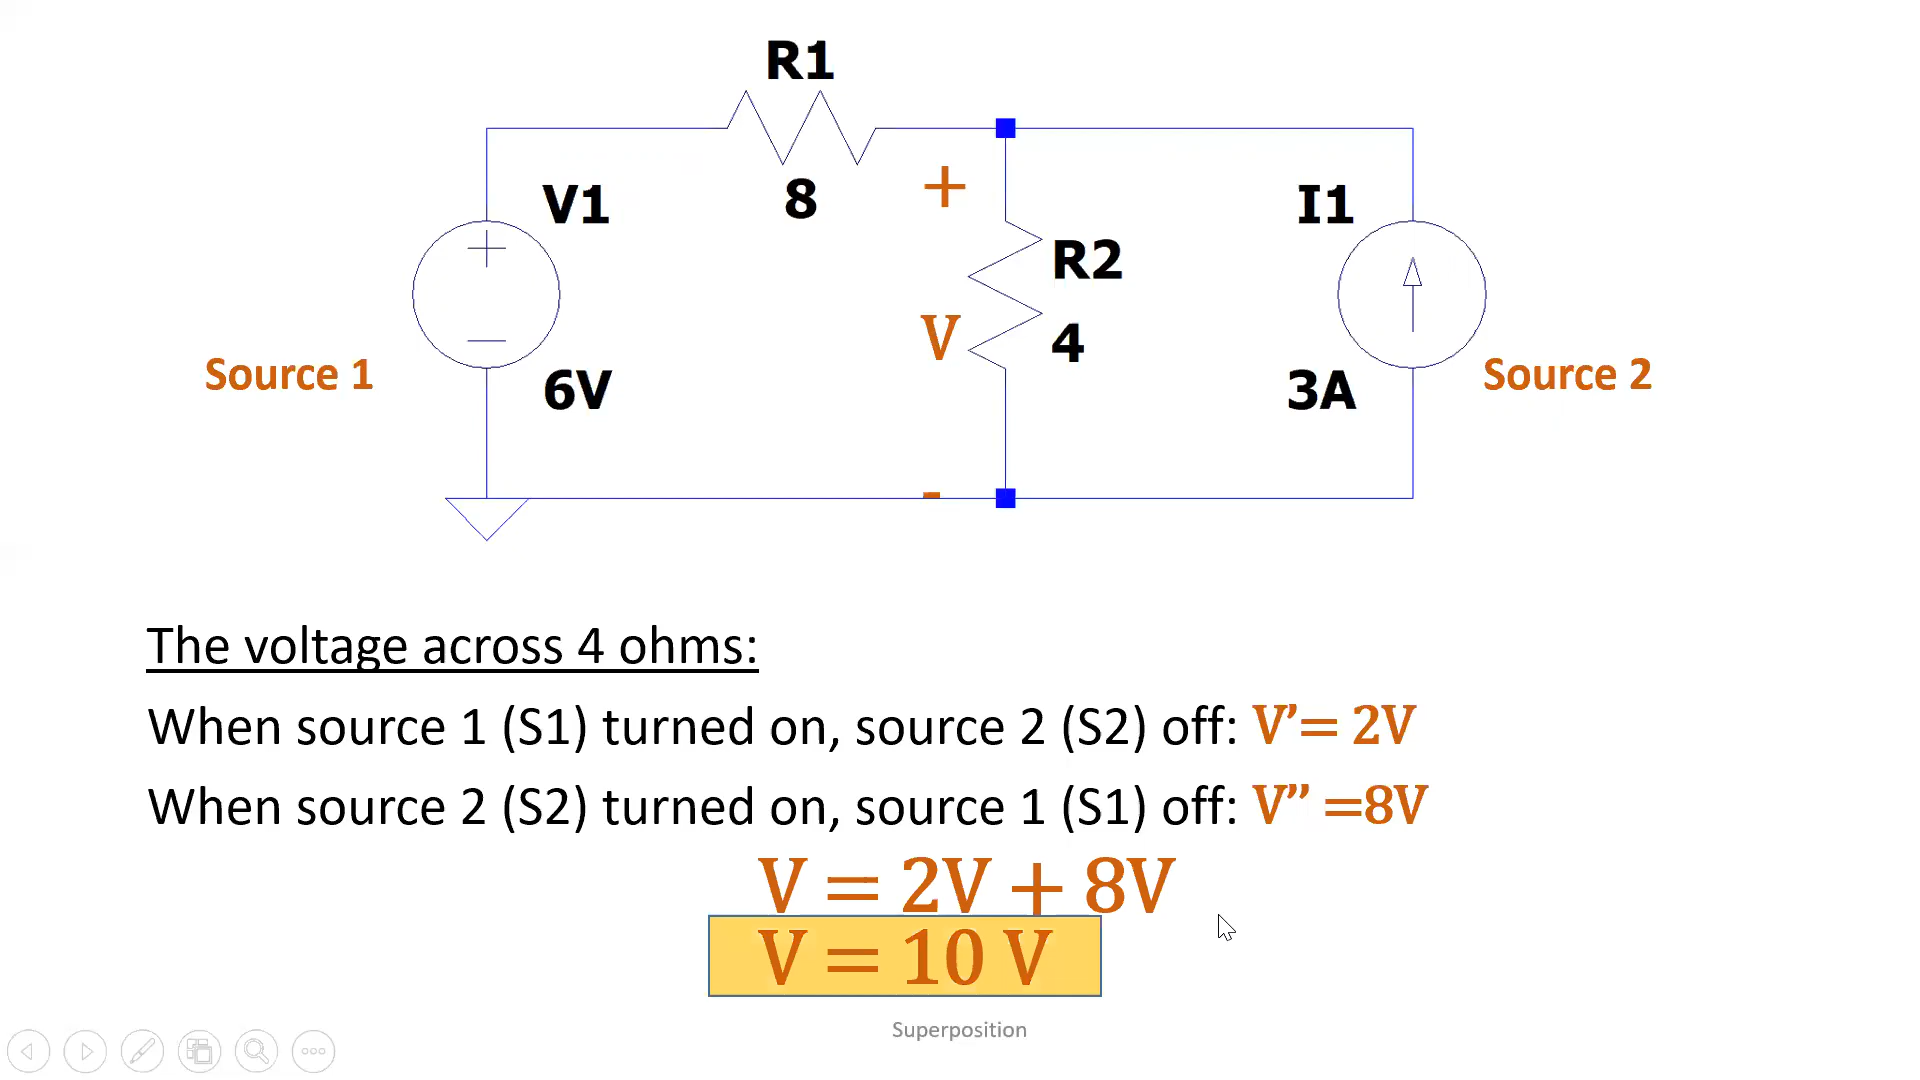 R1
8
+
V1
6V
Source 1
R2
4
V
-
I1
3A
Source 2
The voltage across 4 ohms:
When source 1 (S1) turned on, source 2 (S2) off: V’= 2V
When source 2 (S2) turned on, source 1 (S1) off: V” =8V
V = 2V + 8V
V = 10 V
Superposition